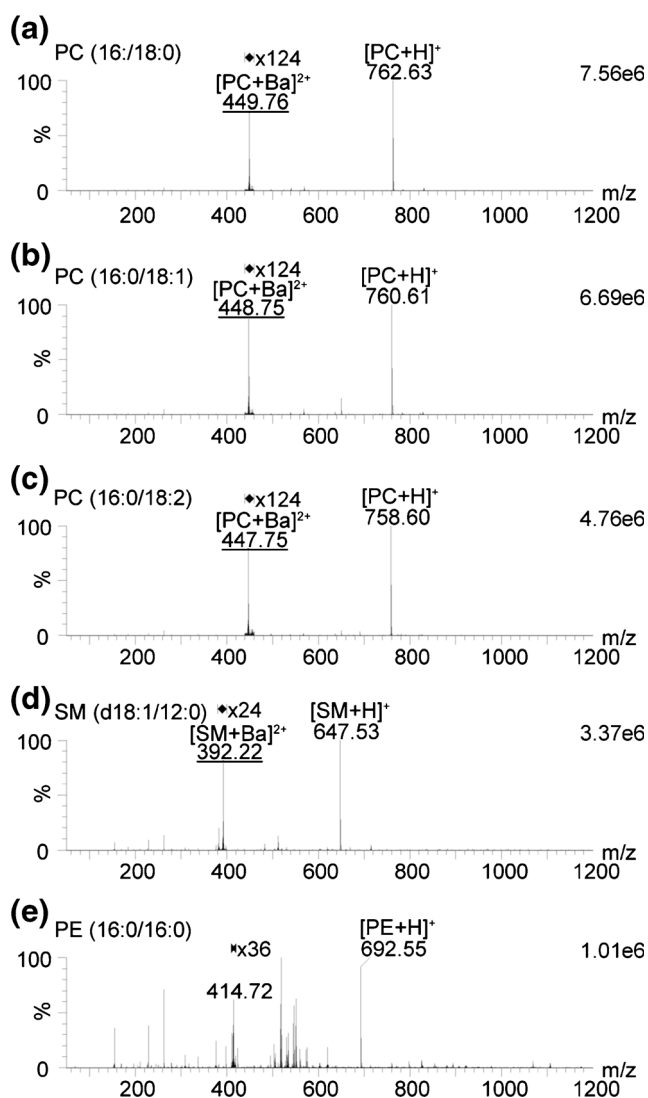 (a)
PC (16:/18:0)
◆x124
[PC+H]⁺
[PC+Ba]²⁺
762.63
7.56e6
449.76
100
%
0
200 400 600 800 1000 1200
m/z
(b)
PC (16:0/18:1)
◆x124
[PC+Ba]²⁺
[PC+H]⁺
448.75
760.61
6.69e6
100
%
0
200 400 600 800 1000 1200
m/z
(c)
PC (16:0/18:2)
◆x124
[PC+H]⁺
[PC+Ba]²⁺
758.60
4.76e6
447.75
100
%
0
200 400 600 800 1000 1200
m/z
(d)
SM (d18:1/12:0)
◆x24
[SM+H]⁺
[SM+Ba]²⁺
647.53
3.37e6
392.22
100
%
0
200 400 600 800 1000 1200
m/z
(e)
PE (16:0/16:0)
[PE+H]⁺
x36
692.55
1.01e6
100
414.72
%
0
200 400 600 800 1000 1200
m/z